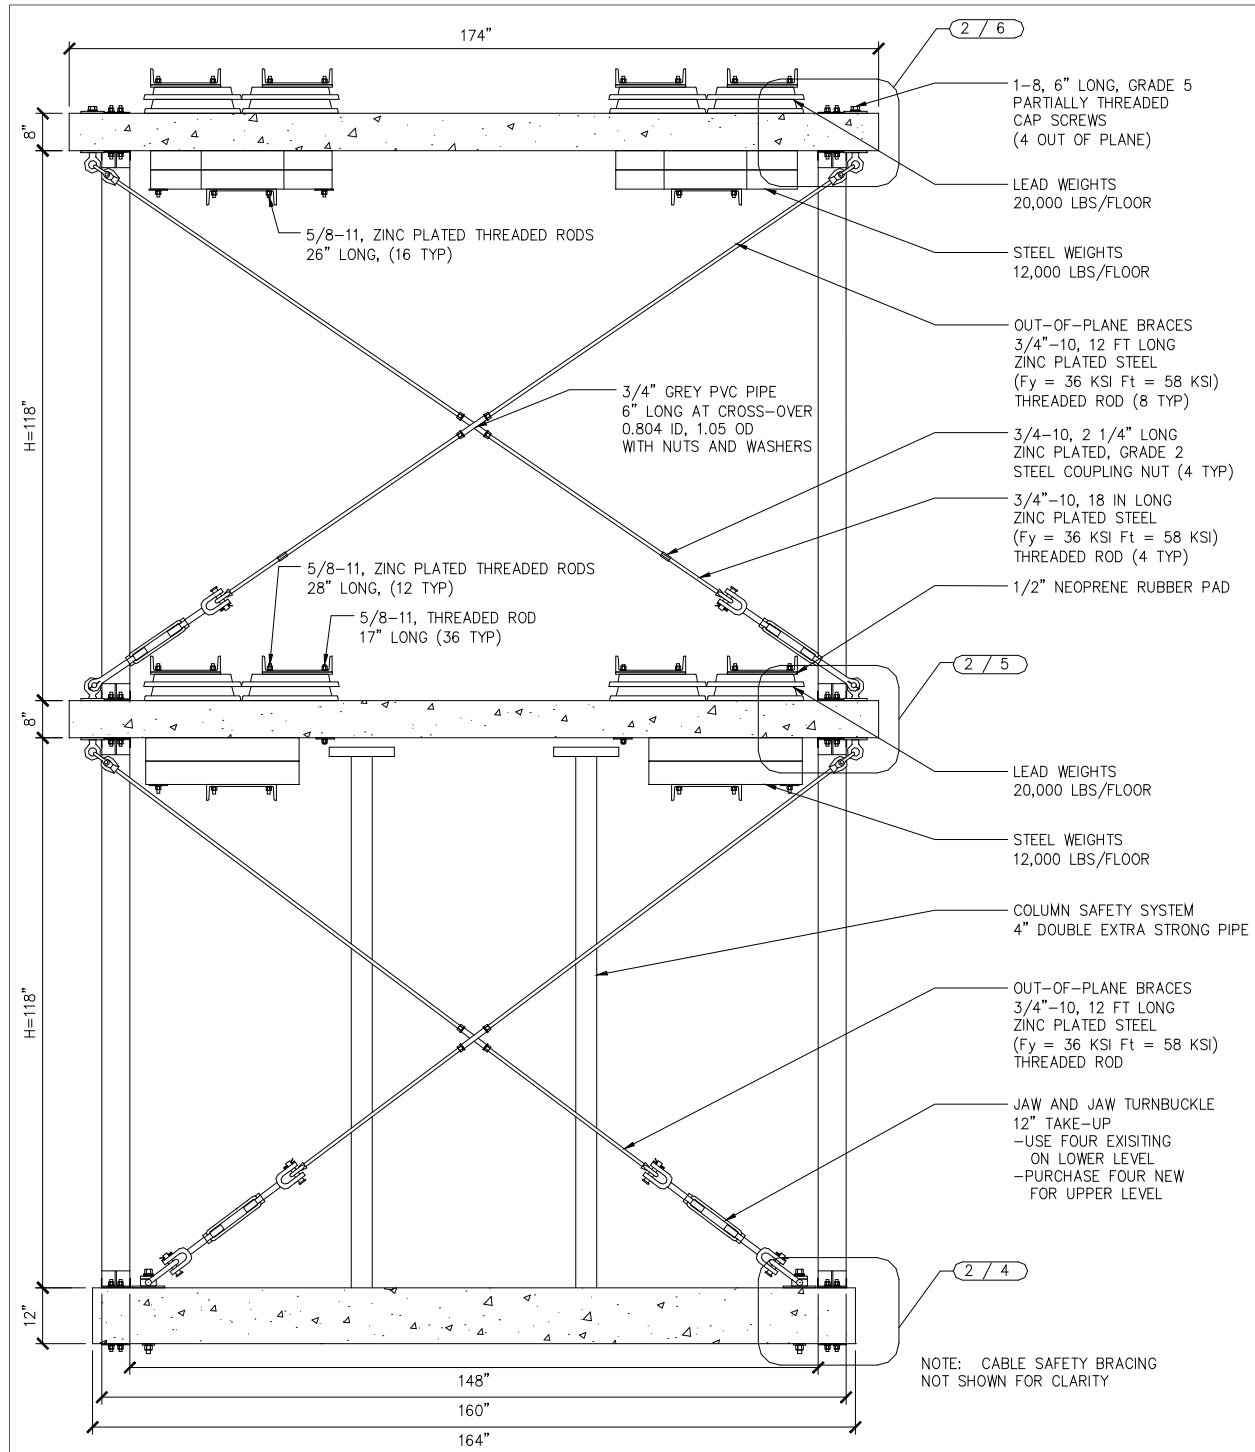 174"
2 / 6
1-8, 6" LONG, GRADE 5
PARTIALLY THREADED
CAP SCREWS
(4 OUT OF PLANE)
8"
LEAD WEIGHTS
20,000 LBS/FLOOR
5/8-11, ZINC PLATED THREADED RODS
26" LONG, (16 TYP)
STEEL WEIGHTS
12,000 LBS/FLOOR
OUT-OF-PLANE BRACES
3/4"-10, 12 FT LONG
ZINC PLATED STEEL
(Fy = 36 KSI Ft = 58 KSI)
THREADED ROD (8 TYP)
H=118"
3/4" GREY PVC PIPE
6" LONG AT CROSS-OVER
0.804 ID, 1.05 OD
WITH NUTS AND WASHERS
3/4-10, 2 1/4" LONG
ZINC PLATED, GRADE 2
STEEL COUPLING NUT (4 TYP)
3/4"-10, 18 IN LONG
ZINC PLATED STEEL
(Fy = 36 KSI Ft = 58 KSI)
THREADED ROD (4 TYP)
5/8-11, ZINC PLATED THREADED RODS
28" LONG, (12 TYP)
1/2" NEOPRENE RUBBER PAD
5/8-11, THREADED ROD
17" LONG (36 TYP)
2 / 5
8"
LEAD WEIGHTS
20,000 LBS/FLOOR
STEEL WEIGHTS
12,000 LBS/FLOOR
COLUMN SAFETY SYSTEM
4" DOUBLE EXTRA STRONG PIPE
H=118"
OUT-OF-PLANE BRACES
3/4"-10, 12 FT LONG
ZINC PLATED STEEL
(Fy = 36 KSI Ft = 58 KSI)
THREADED ROD
JAW AND JAW TURNBUCKLE
12" TAKE-UP
-USE FOUR EXISITING
ON LOWER LEVEL
-PURCHASE FOUR NEW
FOR UPPER LEVEL
2 / 4
12"
NOTE: CABLE SAFETY BRACING
NOT SHOWN FOR CLARITY
148"
160"
164"